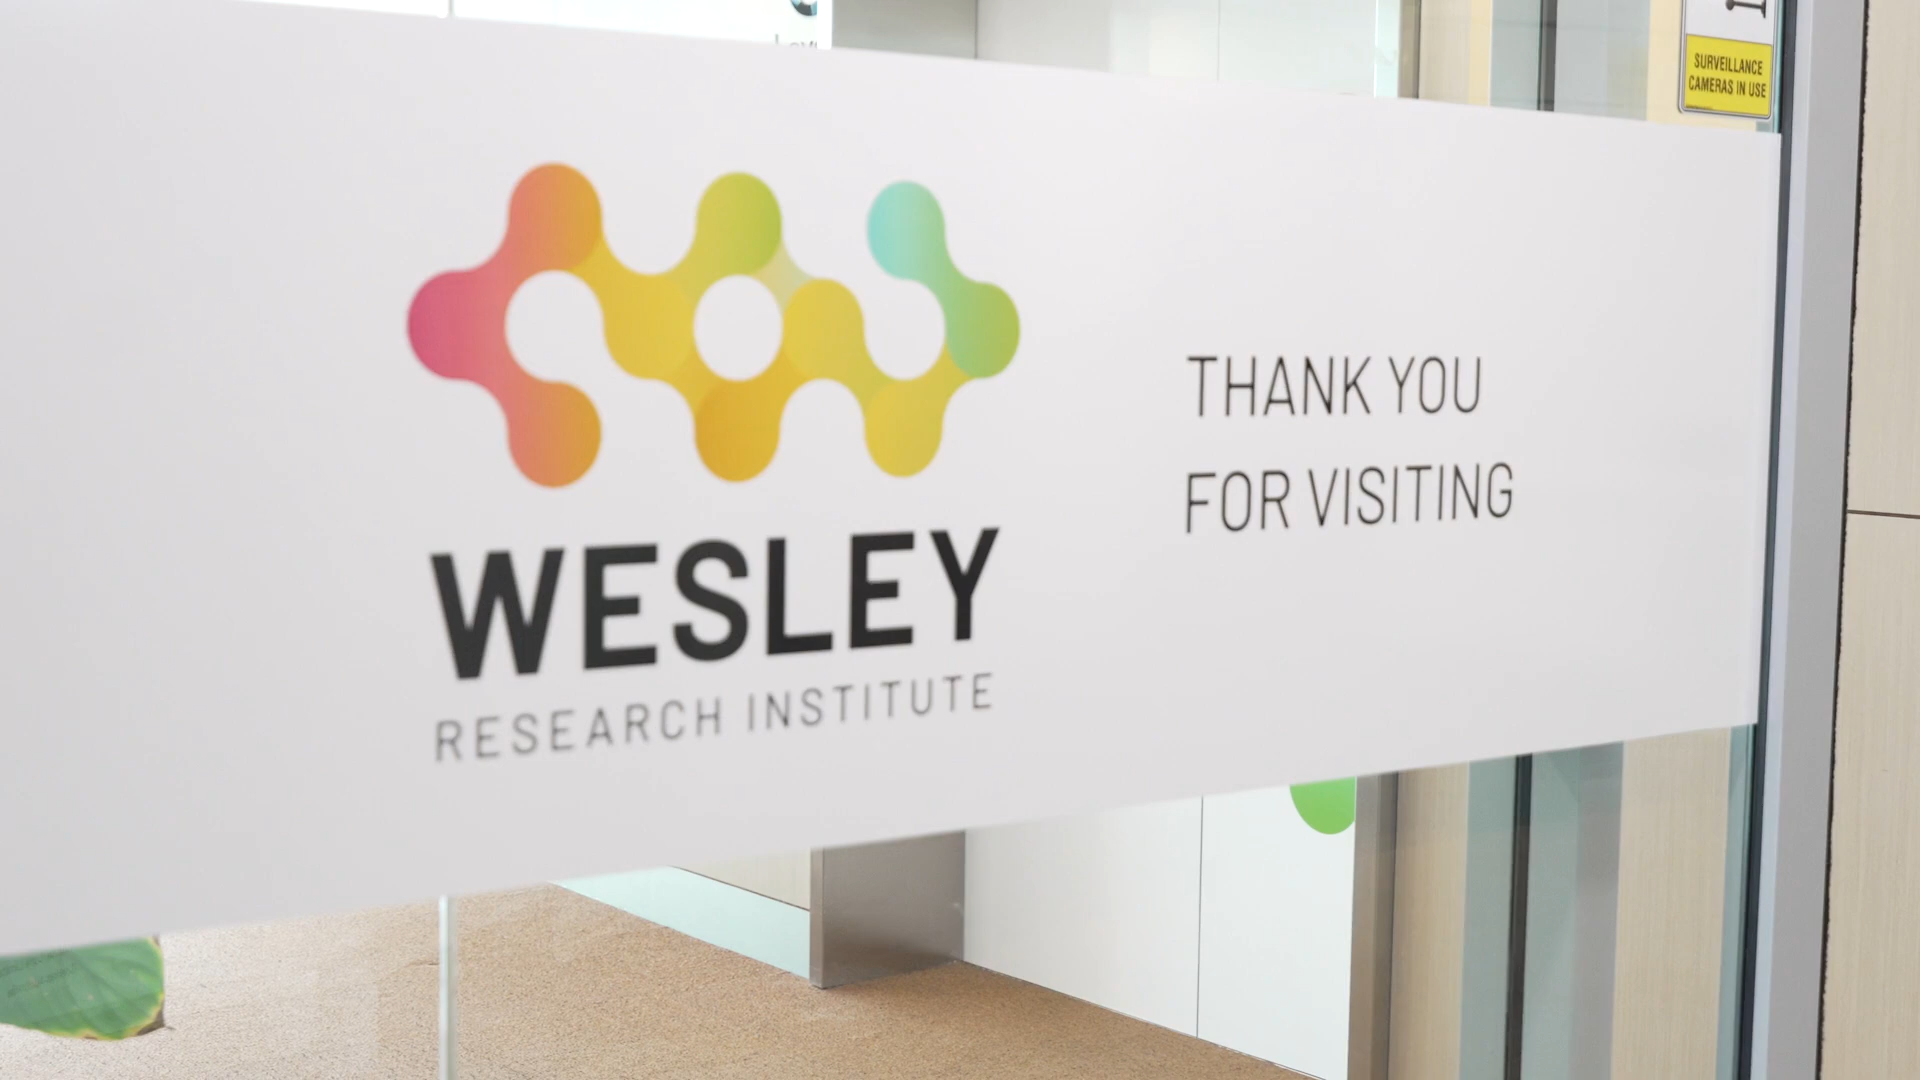 SURVEILLANCE
CAMERAS IN USE
WESLEY
RESEARCH INSTITUTE
THANK YOU
FOR VISITING